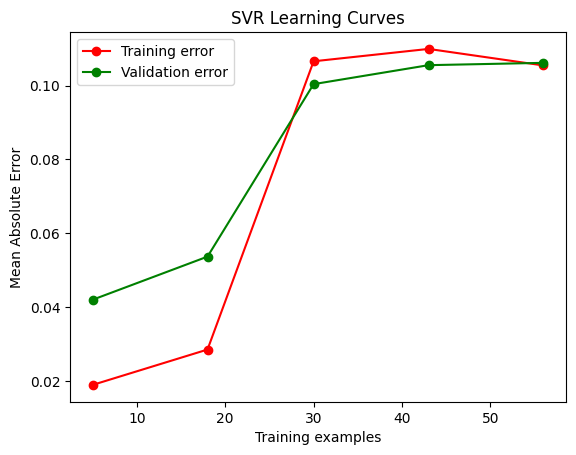 SVR Learning Curves
Training error
Validation error
Mean Absolute Error
0.10
0.08
0.06
0.04
0.02
10
20
30
40
50
Training examples